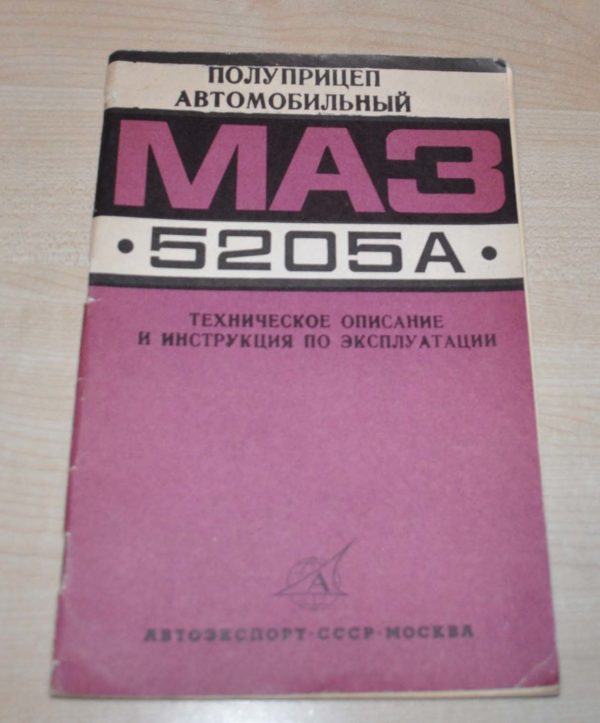 ПОЛУПРИЦЕП
АВТОМОБИЛЬНЫЙ
МАЗ
• 5205А •
ТЕХНИЧЕСКОЕ ОПИСАНИЕ
И ИНСТРУКЦИЯ ПО ЭКСПЛУАТАЦИИ
А
АВТОЭКСПОРТ·СССР·МОСКВА